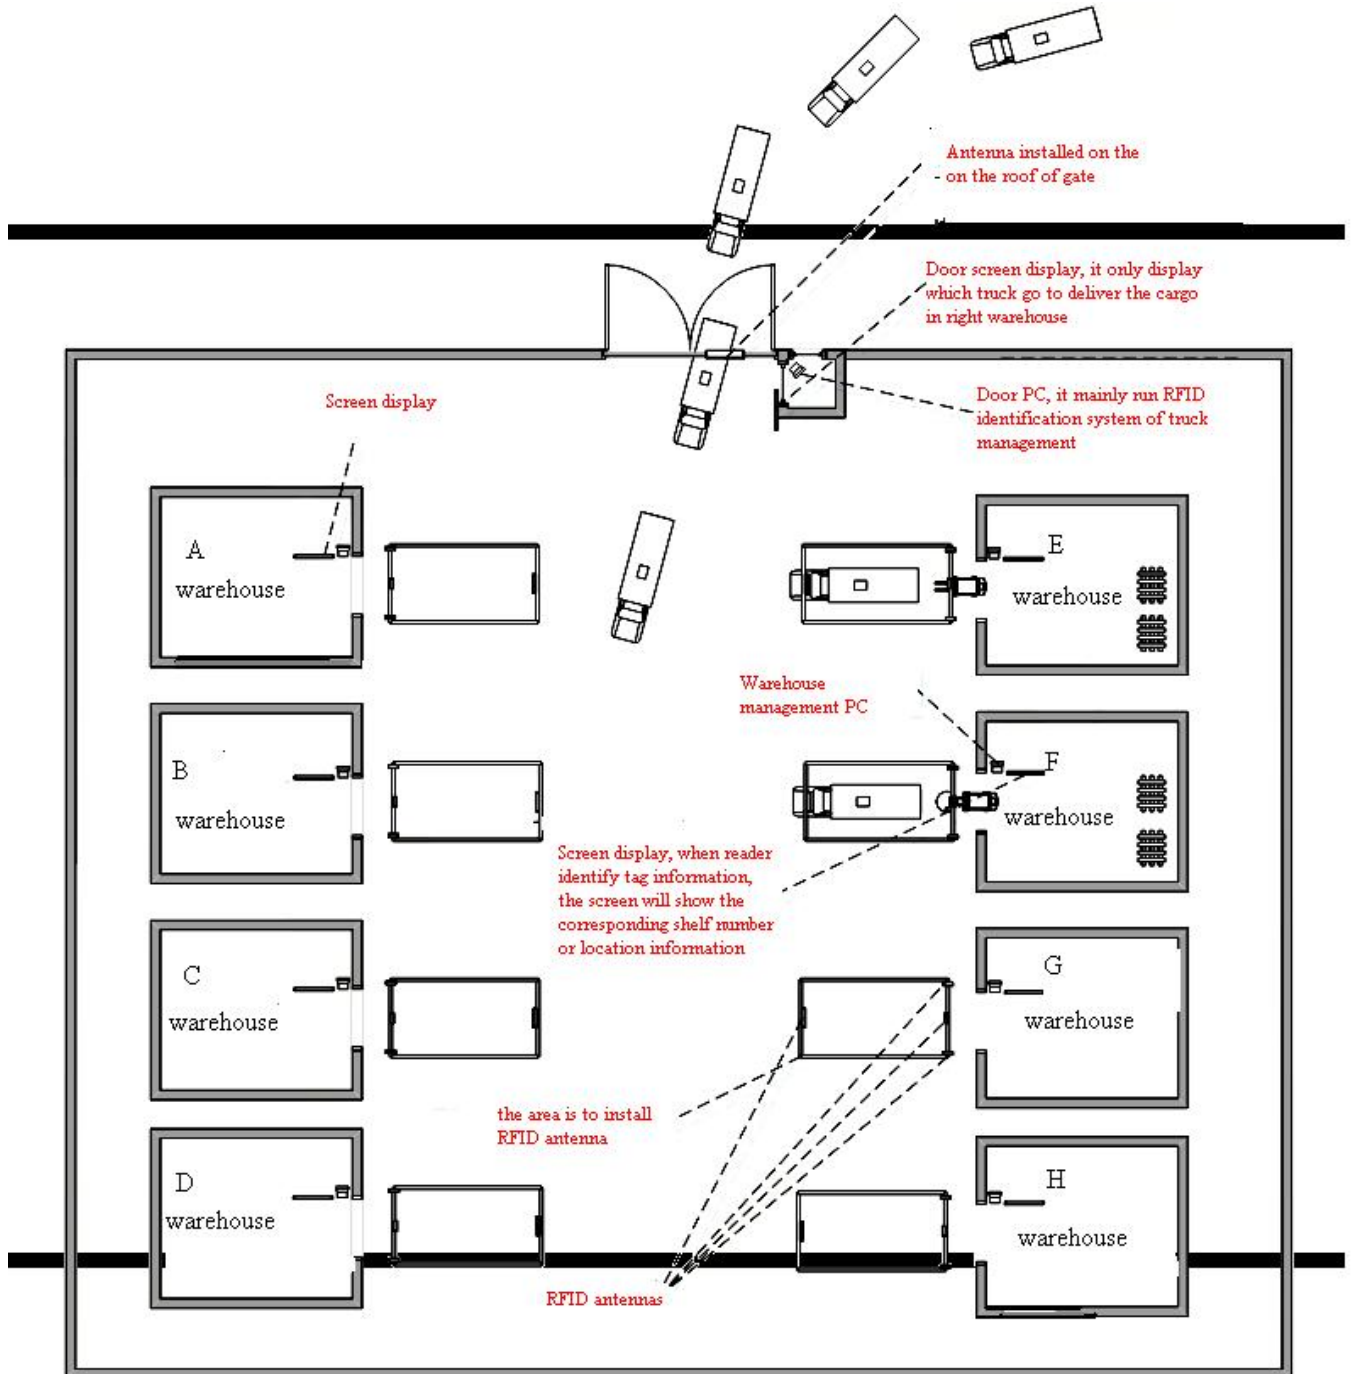 Antenna installed on the
on the roof of gate
Door screen display, it only display
which truck go to deliver the cargo
in right warehouse
Door PC, it mainly run RFID
identification system of truck
management
Screen display
A
warehouse
E
warehouse
Warehouse
management PC
B
warehouse
F
warehouse
Screen display, when reader
identify tag information,
the screen will show the
corresponding shelf number
or location information
C
warehouse
G
warehouse
the area is to install
RFID antenna
D
warehouse
H
warehouse
RFID antennas